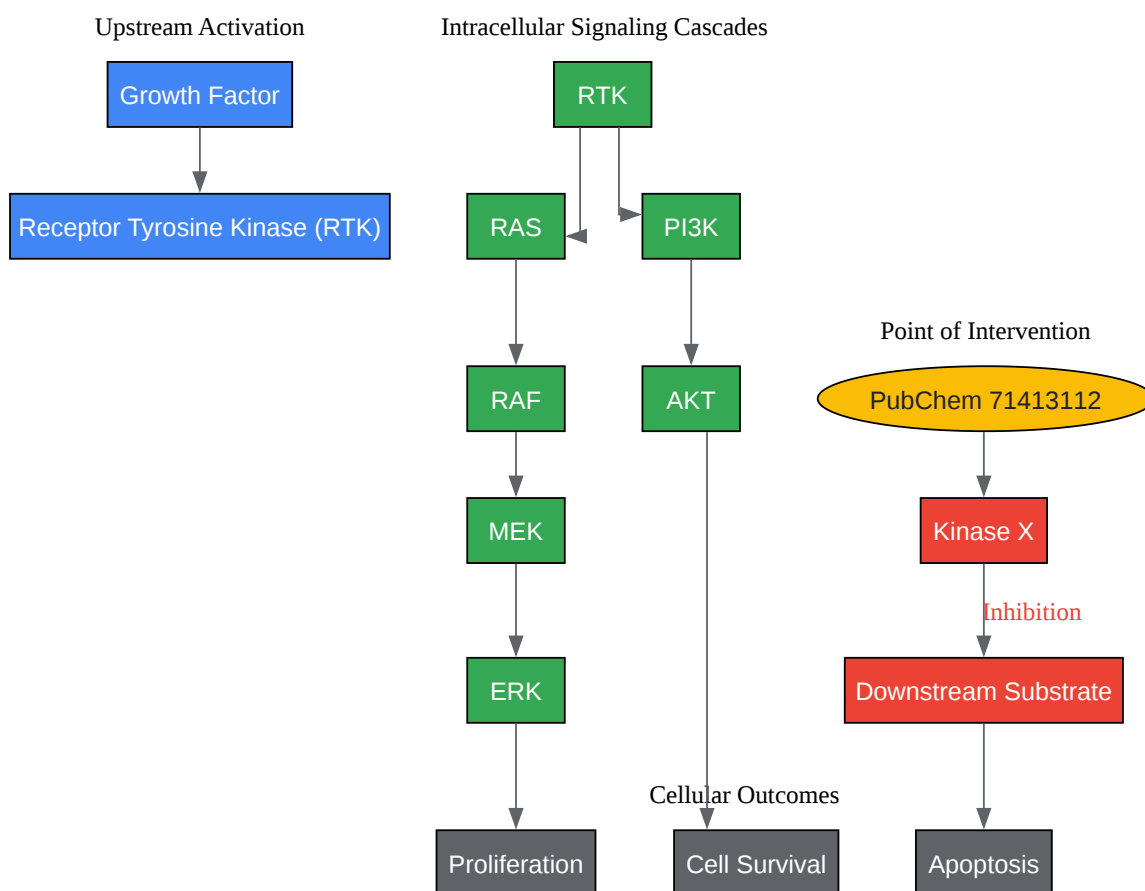 Upstream Activation
Intracellular Signaling Cascades
Growth Factor
RTK
Receptor Tyrosine Kinase (RTK)
RAS
PI3K
Point of Intervention
RAF
AKT
PubChem 71413112
MEK
Kinase X
Inhibition
ERK
Downstream Substrate
Cellular Outcomes
Proliferation
Cell Survival
Apoptosis